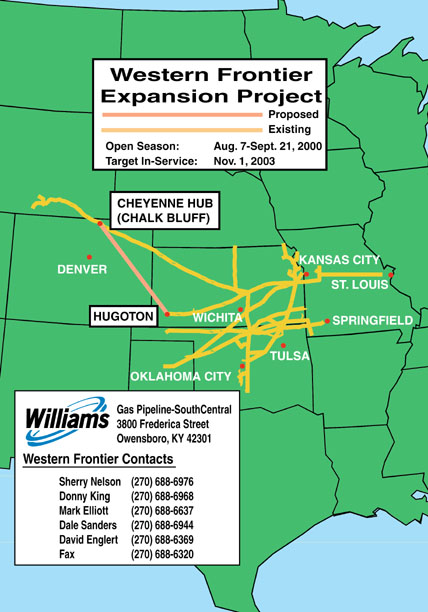 Western Frontier
Expansion Project
Proposed
Existing
Open Season: Aug. 7-Sept. 21, 2000
Target In-Service: Nov. 1, 2003
CHEYENNE HUB
(CHALK BLUFF)
DENVER
KANSAS CITY
ST. LOUIS
HUGOTON
WICHITA
SPRINGFIELD
TULSA
OKLAHOMA CITY
Williams
Gas Pipeline-SouthCentral
3800 Frederica Street
Owensboro, KY 42301
Western Frontier Contacts
Sherry Nelson (270) 688-6976
Donny King (270) 688-6968
Mark Elliott (270) 688-6637
Dale Sanders (270) 688-6944
David Englert (270) 688-6369
Fax (270) 688-6320